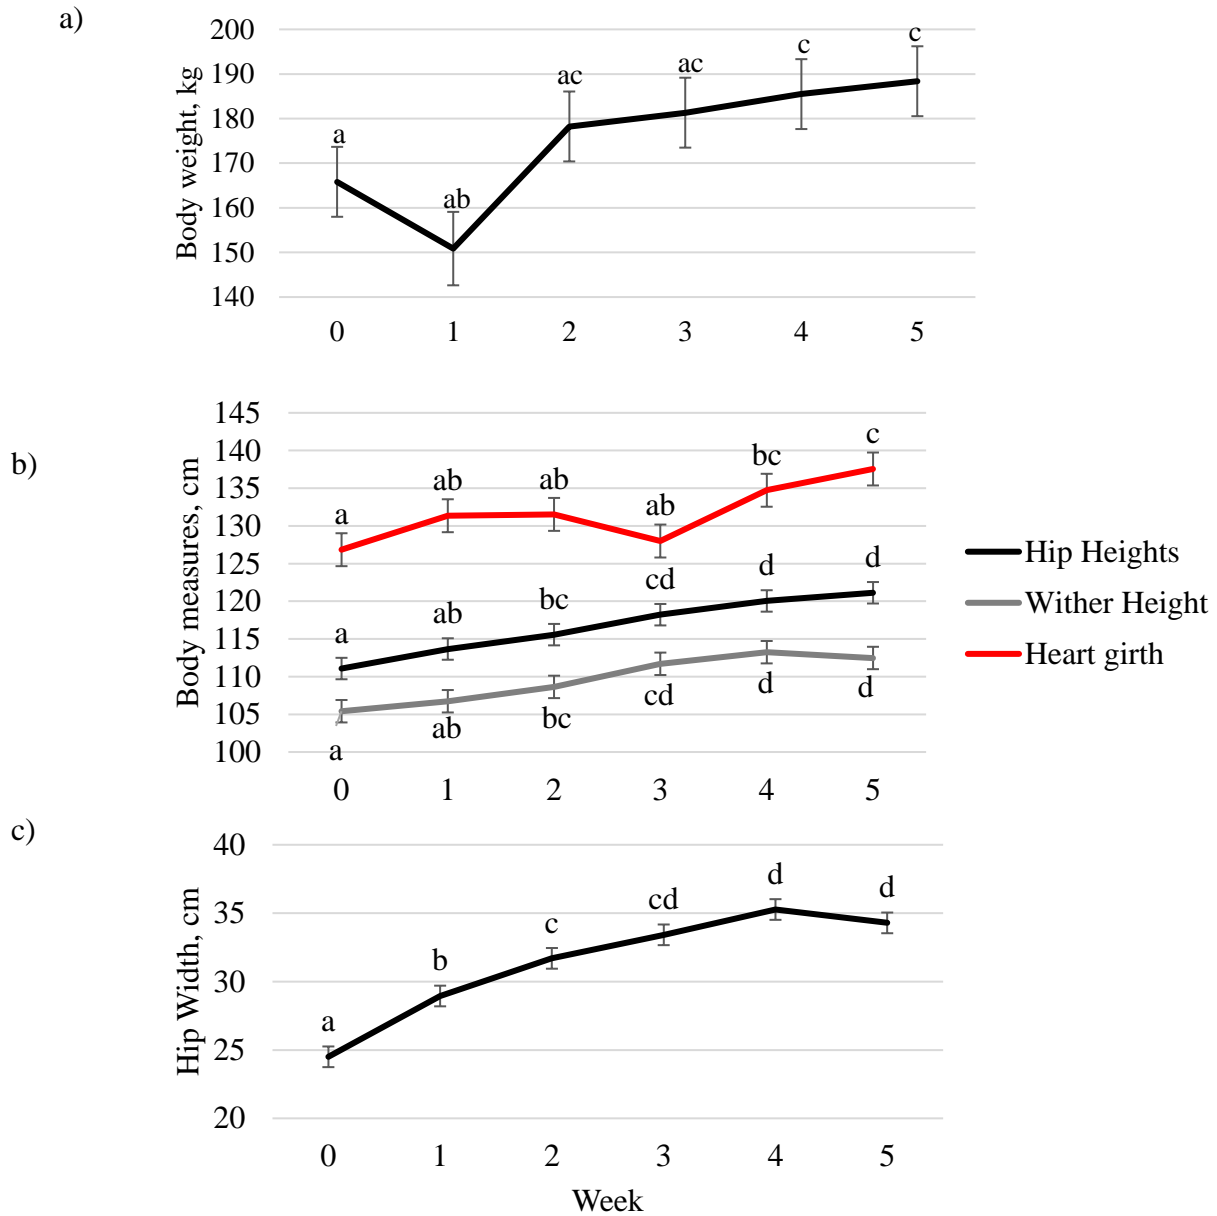 a)
Body weight, kg
200
190
180
170
160
150
140
a
ab
ac
ac
c
c
0 1 2 3 4 5
b)
Body measures, cm
145
140
135
130
125
120
115
110
105
100
a ab ab ab bc c
a ab bc cd d d
a ab bc cd d d
0 1 2 3 4 5
Hip Heights
Wither Height
Heart girth
c)
Hip Width, cm
40
35
30
25
20
a b c cd d d
0 1 2 3 4 5
Week